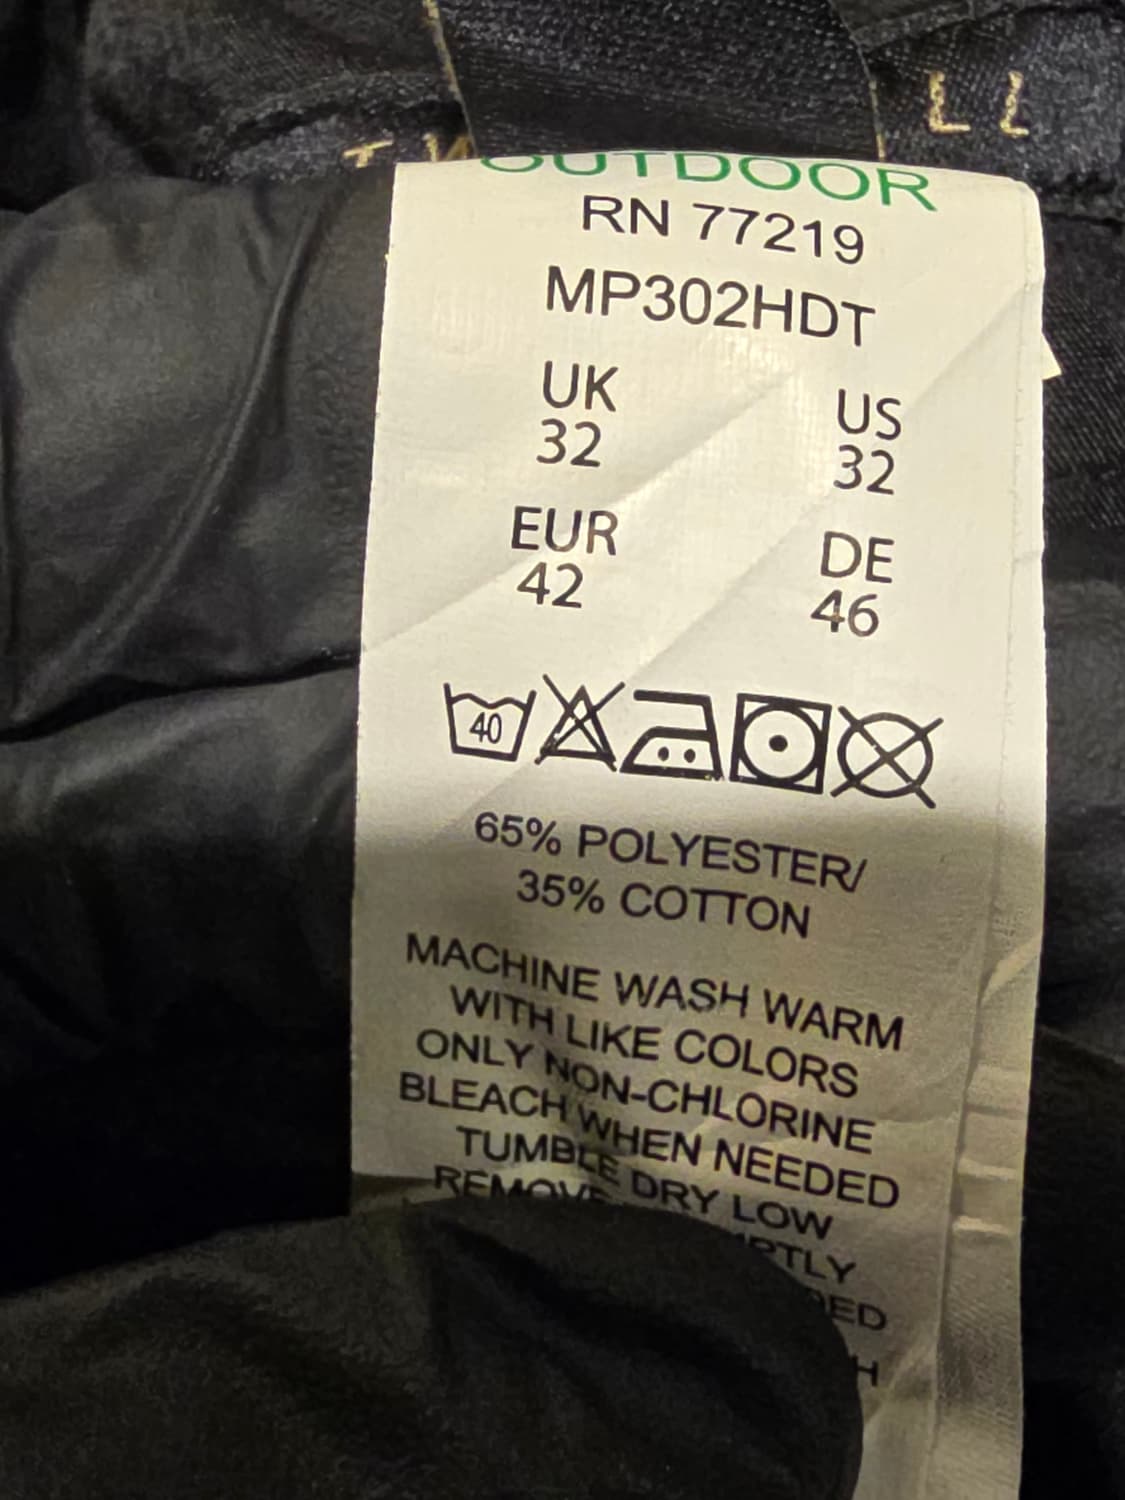 OUTDOOR
RN 77219
MP302HDT
UK US
32 32
EUR DE
42 46
40
65% POLYESTER/
35% COTTON
MACHINE WASH WARM
WITH LIKE COLORS
ONLY NON-CHLORINE
BLEACH WHEN NEEDED
TUMBLE DRY LOW
REMOVE